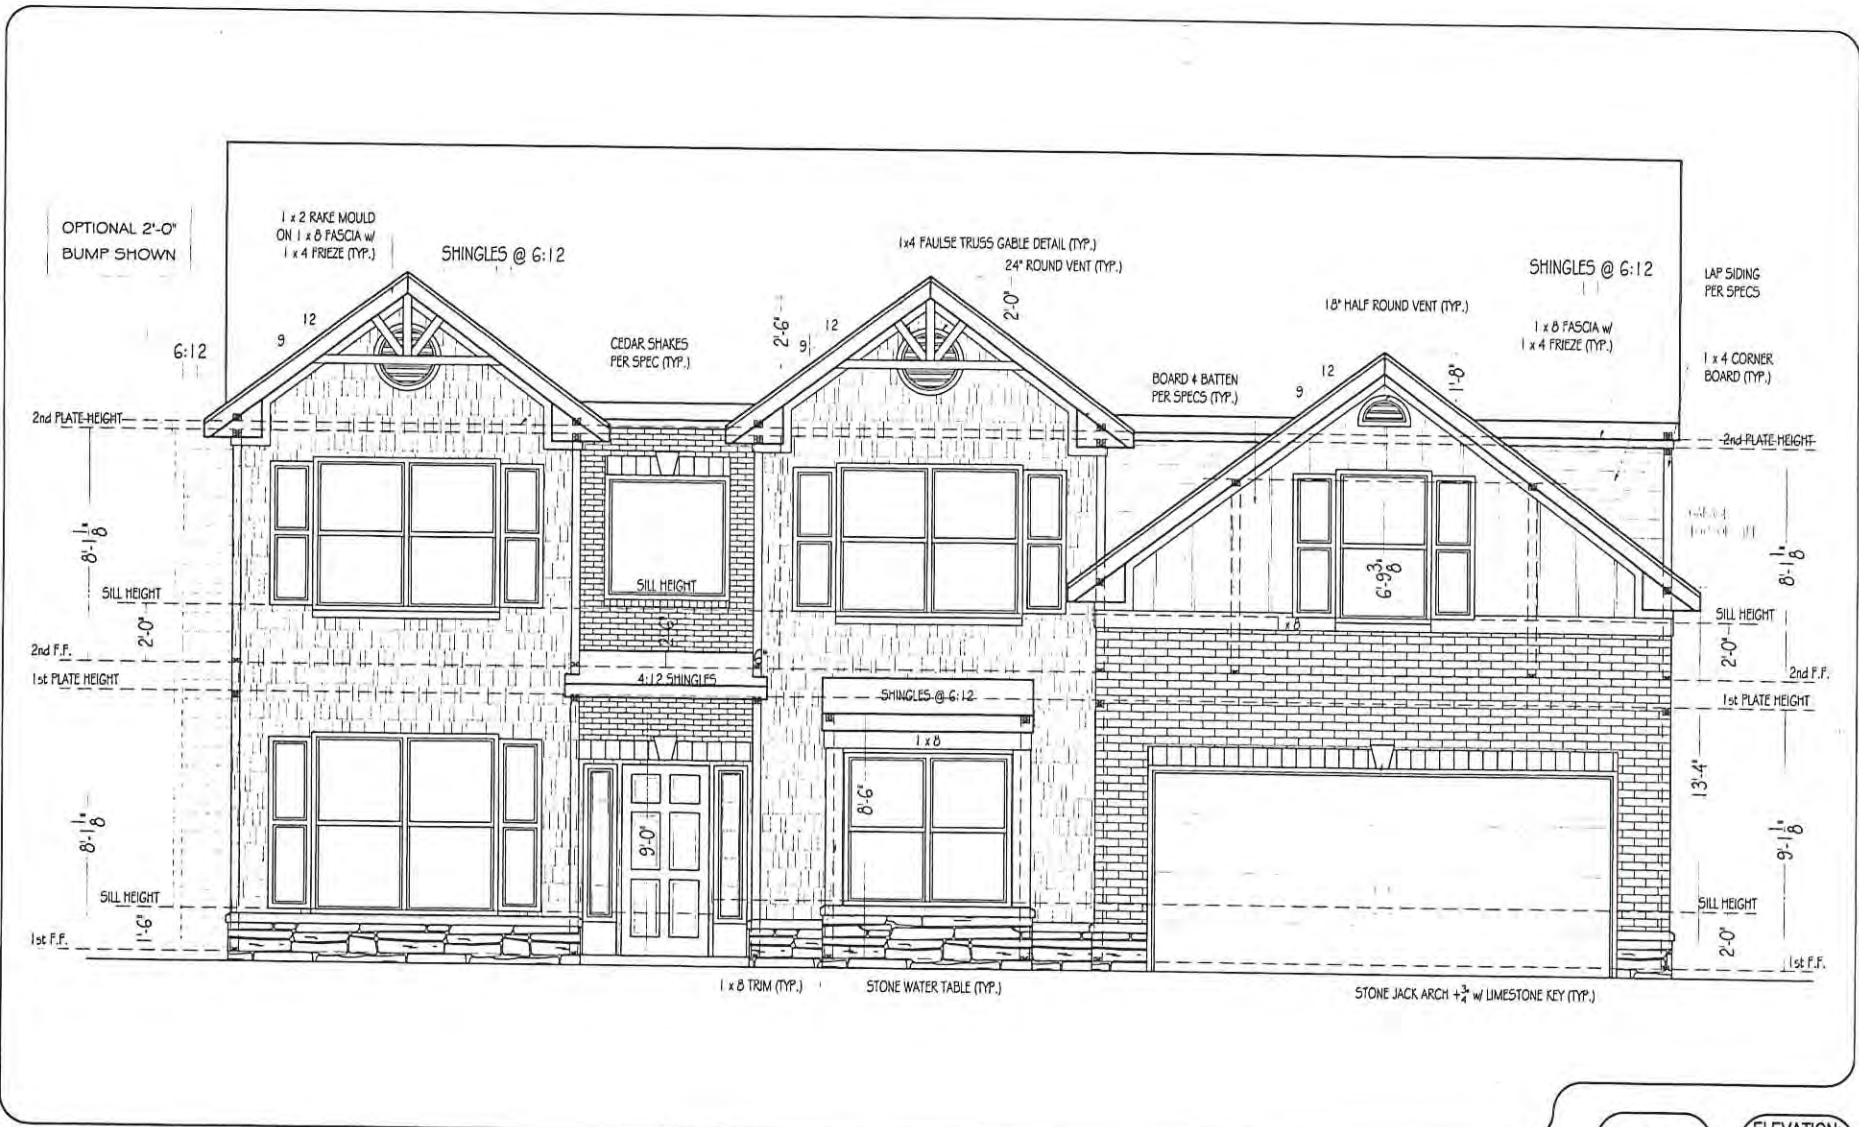 OPTIONAL 2'-0"
BUMP SHOWN
1 x 2 RAKE MOULD
ON 1 x 8 FASCIA w/
1 x 4 FRIEZE (TYP.)
SHINGLES @ 6:12
1x4 FAULSE TRUSS GABLE DETAIL (TYP.)
24" ROUND VENT (TYP.)
2'-0"
SHINGLES @ 6:12
LAP SIDING
PER SPECS
18" HALF ROUND VENT (TYP.)
1 x 8 FASCIA w/
1 x 4 FRIEZE (TYP.)
1 x 4 CORNER
BOARD (TYP.)
6:12
12
9
CEDAR SHAKES
PER SPEC (TYP.)
2'-6"
12
9
BOARD & BATTEN
PER SPECS (TYP.)
12
9
1'-8"
2nd PLATE HEIGHT
2nd PLATE HEIGHT
8'-1 1/8"
8'-1 1/8"
6'-9 3/8"
SILL HEIGHT
SILL HEIGHT
SILL HEIGHT
2'-0"
2'-6"
1 x 8
2'-0"
2nd F.F.
2nd F.F.
1st PLATE HEIGHT
4:12 SHINGLES
SHINGLES @ 6:12
1st PLATE HEIGHT
1 x 8
8'-1 1/8"
9'-0"
8'-6"
13'-4"
9'-1 1/8"
SILL HEIGHT
SILL HEIGHT
1'-6"
2'-0"
1st F.F.
1st F.F.
1 x 8 TRIM (TYP.)
STONE WATER TABLE (TYP.)
STONE JACK ARCH +3/4" w/ LIMESTONE KEY (TYP.)
ELEVATION